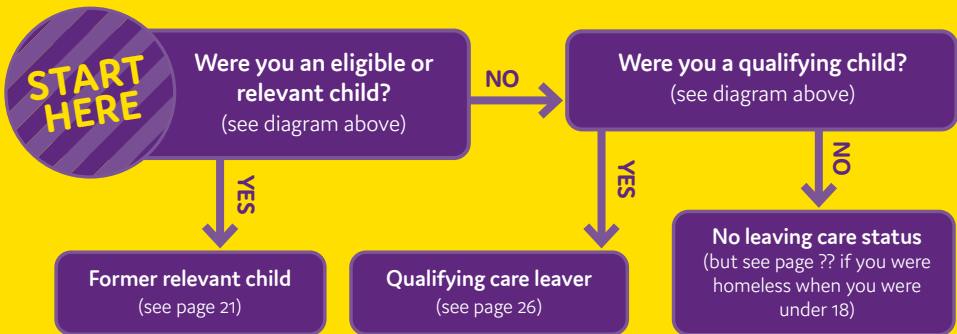 START
HERE
Were you an eligible or
relevant child?
(see diagram above)
NO
Were you a qualifying child?
(see diagram above)
YES
YES
NO
Former relevant child
(see page 21)
Qualifying care leaver
(see page 26)
No leaving care status
(but see page ?? if you were
homeless when you were
under 18)